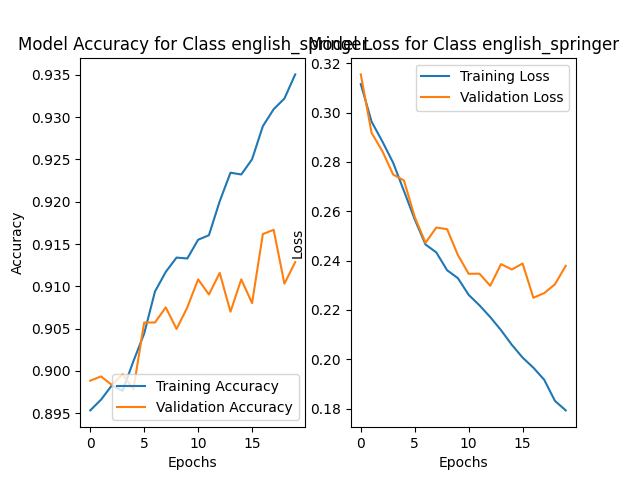 Model Accuracy for Class english_springer
Model Loss for Class english_springer
0.935
0.930
0.925
0.920
0.915
0.910
0.905
0.900
0.895
Accuracy
Training Accuracy
Validation Accuracy
0 5 10 15
Epochs
0.32
0.30
0.28
0.26
0.24
0.22
0.20
0.18
Loss
Training Loss
Validation Loss
0 5 10 15
Epochs